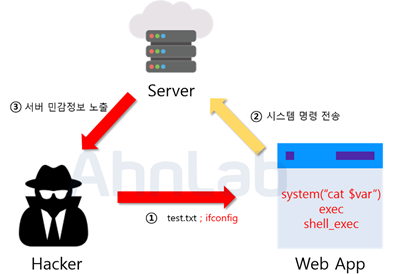 Server
③ 서버 민감정보 노출
② 시스템 명령 전송
AhnLab
system("cat $var")
exec
shell_exec
① test.txt ; ifconfig
Hacker
Web App